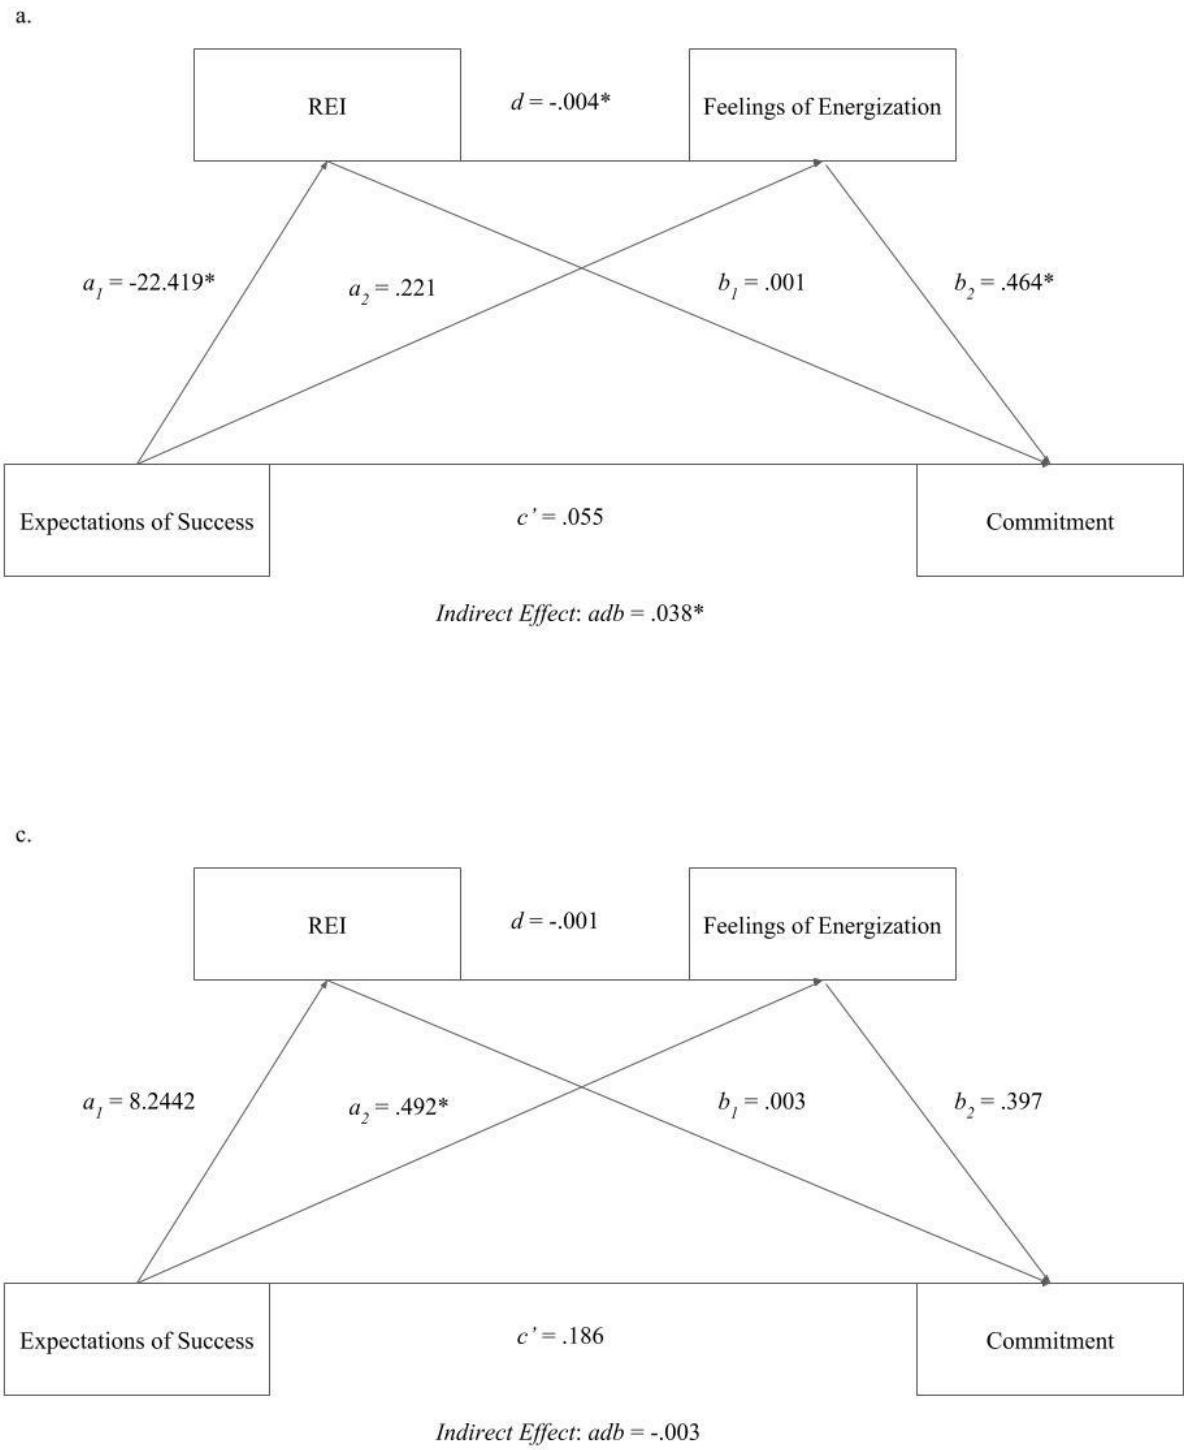 a.
REI
d = -.004*
Feelings of Energization
a1 = -22.419*
a2 = .221
b1 = .001
b2 = .464*
Expectations of Success
c’ = .055
Commitment
Indirect Effect: adb = .038*
c.
REI
d = -.001
Feelings of Energization
a1 = 8.2442
a2 = .492*
b1 = .003
b2 = .397
Expectations of Success
c’ = .186
Commitment
Indirect Effect: adb = -.003